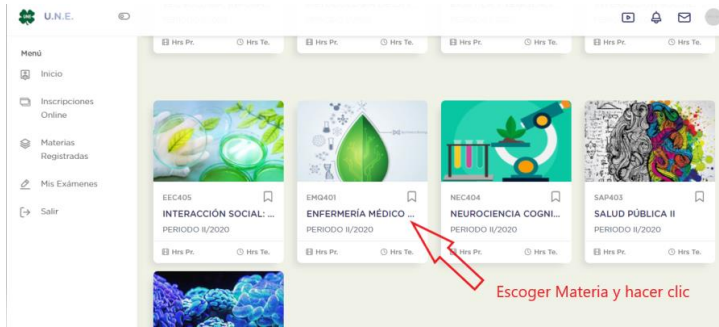 UNE U.N.E.
Hrs Pr. Hrs Te. Hrs Pr. Hrs Te. Hrs Pr. Hrs Te. Hrs Pr. Hrs Te.
Menú
Inicio
Inscripciones
Online
Materias
Registradas
Mis Exámenes
Salir
EEC405
INTERACCIÓN SOCIAL: ...
PERIODO II/2020
Hrs Pr. Hrs Te.
EMG401
ENFERMERÍA MÉDICO ...
PERIODO II/2020
Hrs Pr. Hrs Te.
NEC404
NEUROCIENCIA COGNI...
PERIODO II/2020
Hrs Pr. Hrs Te.
SAP403
SALUD PÚBLICA II
PERIODO II/2020
Hrs Pr. Hrs Te.
Escoger Materia y hacer clic